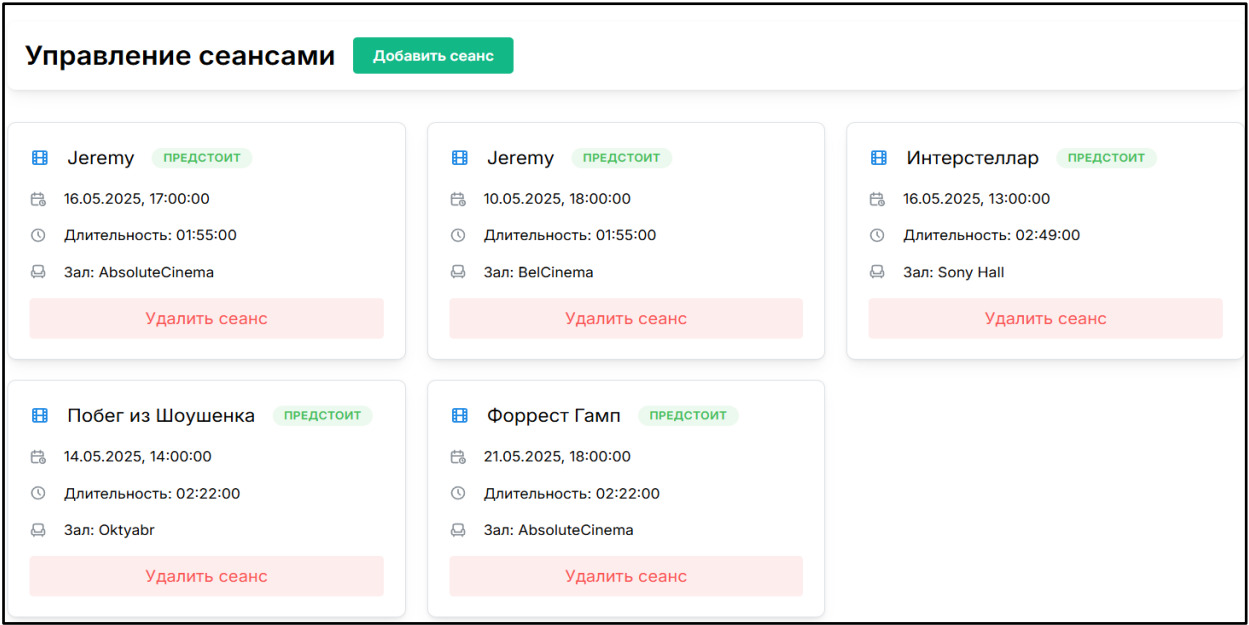 Управление сеансами
Добавить сеанс
Jeremy
ПРЕДСТОИТ
16.05.2025, 17:00:00
Длительность: 01:55:00
Зал: AbsoluteCinema
Удалить сеанс
Jeremy
ПРЕДСТОИТ
10.05.2025, 18:00:00
Длительность: 01:55:00
Зал: BelCinema
Удалить сеанс
Интерстеллар
ПРЕДСТОИТ
16.05.2025, 13:00:00
Длительность: 02:49:00
Зал: Sony Hall
Удалить сеанс
Побег из Шоушенка
ПРЕДСТОИТ
14.05.2025, 14:00:00
Длительность: 02:22:00
Зал: Oktyabr
Удалить сеанс
Форрест Гамп
ПРЕДСТОИТ
21.05.2025, 18:00:00
Длительность: 02:22:00
Зал: AbsoluteCinema
Удалить сеанс